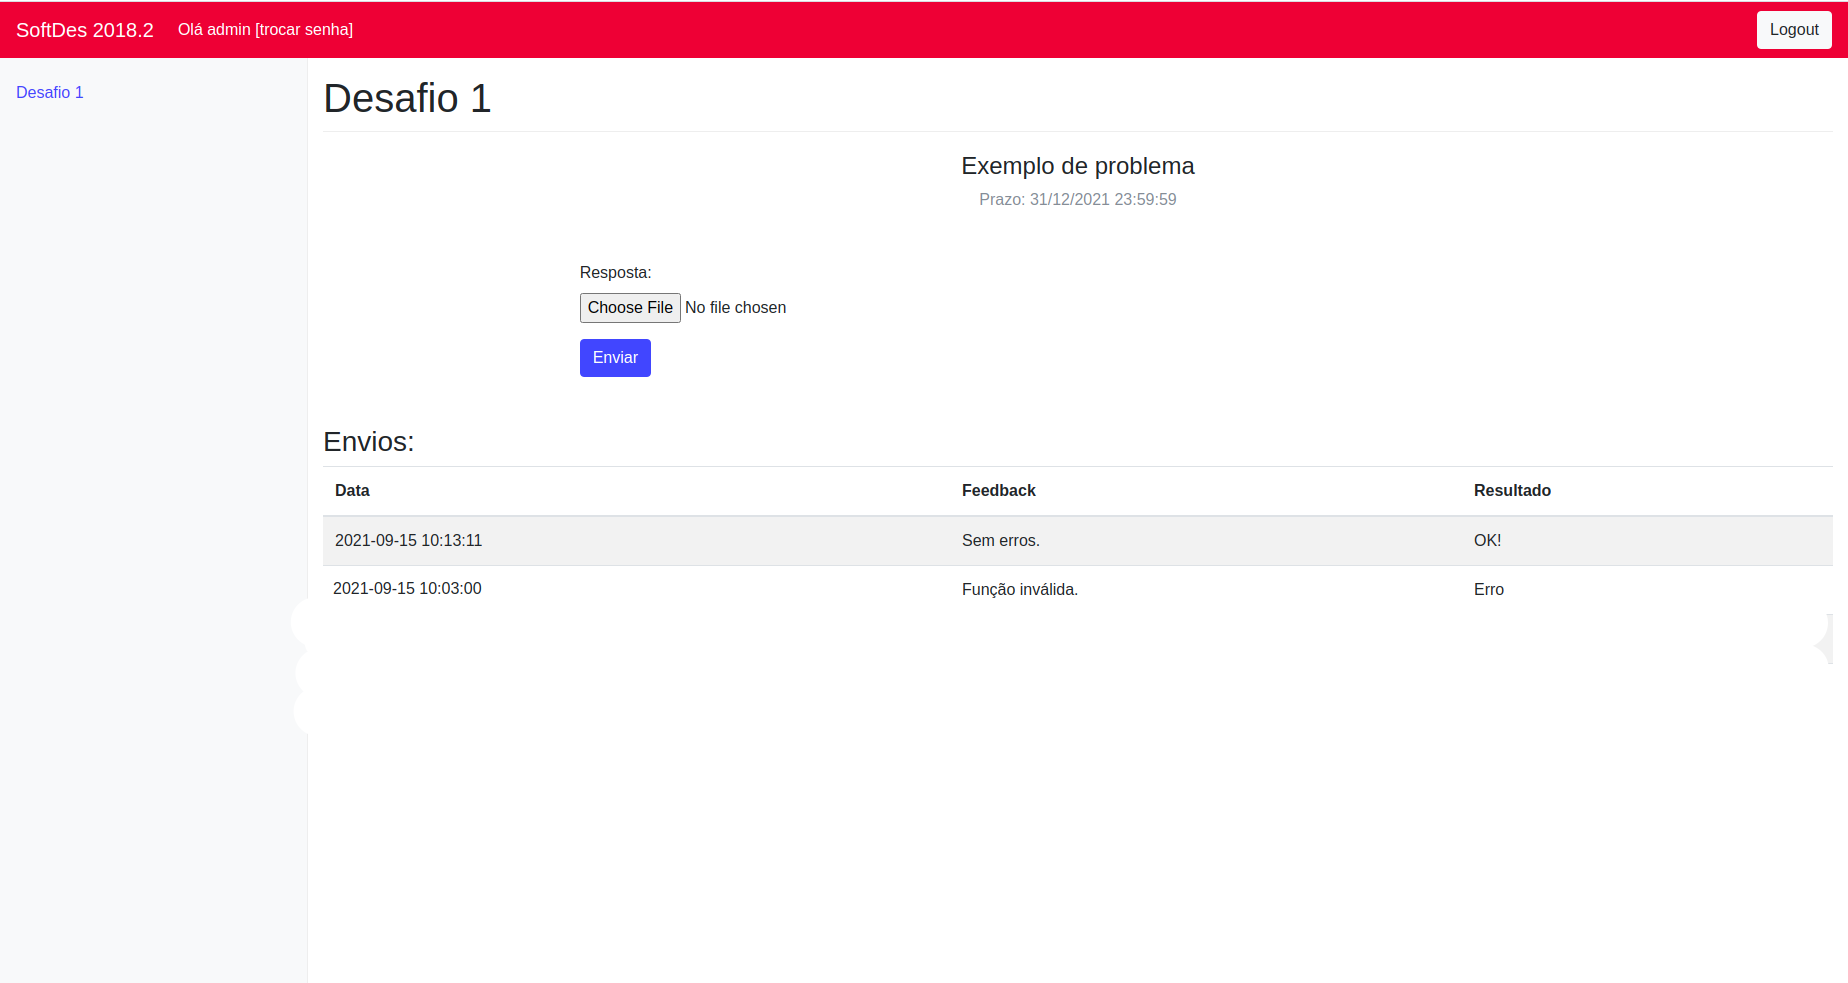 SoftDes 2018.2 Olá admin [trocar senha] Logout
Desafio 1
Desafio 1
Exemplo de problema
Prazo: 31/12/2021 23:59:59
Resposta:
Choose File No file chosen
Enviar
Envios:
Data Feedback Resultado
2021-09-15 10:13:11 Sem erros. OK!
2021-09-15 10:03:00 Função inválida. Erro